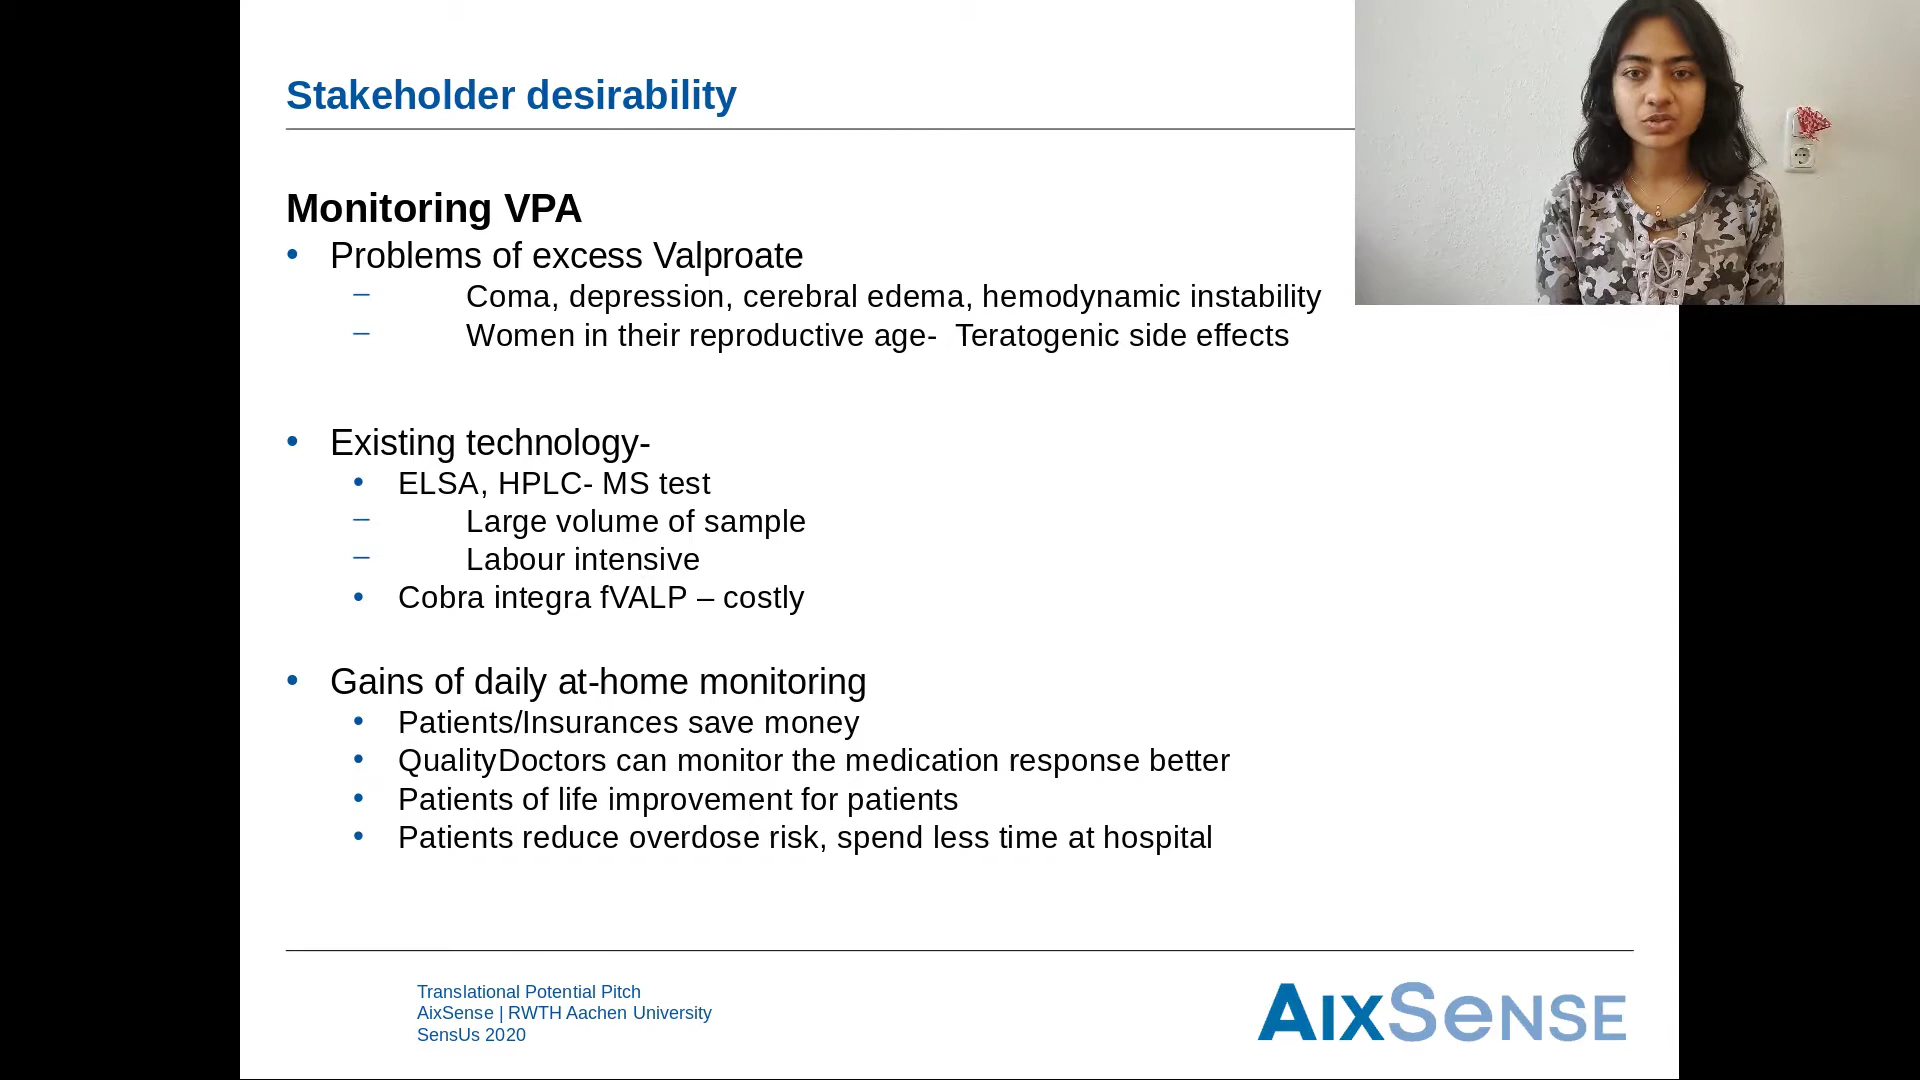 Stakeholder desirability
Monitoring VPA
• Problems of excess Valproate
– Coma, depression, cerebral edema, hemodynamic instability
– Women in their reproductive age- Teratogenic side effects
• Existing technology-
• ELSA, HPLC- MS test
– Large volume of sample
– Labour intensive
• Cobra integra fVALP – costly
• Gains of daily at-home monitoring
• Patients/Insurances save money
• QualityDoctors can monitor the medication response better
• Patients of life improvement for patients
• Patients reduce overdose risk, spend less time at hospital
Translational Potential Pitch
AixSense | RWTH Aachen University
SensUs 2020
AIXSeNSE